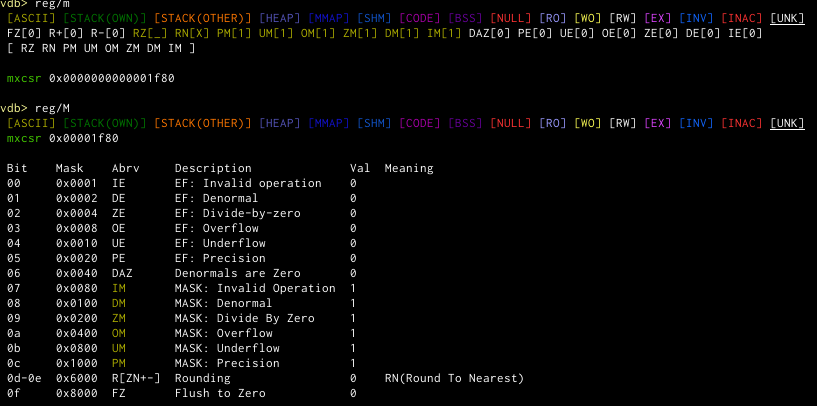 vdb> reg/m
[ASCII] [STACK(OWN)] [STACK(OTHER)] [HEAP] [MMAP] [SHM] [CODE] [BSS] [NULL] [RO] [WO] [RW] [EX] [INV] [INAC] [UNK]
FZ[0] R+[0] R-[0] RZ[_] RN[X] PM[1] UM[1] OM[1] ZM[1] DM[1] IM[1] DAZ[0] PE[0] UE[0] OE[0] ZE[0] DE[0] IE[0]
[ RZ RN PM UM OM ZM DM IM ]
mxcsr 0x0000000000001f80
vdb> reg/M
[ASCII] [STACK(OWN)] [STACK(OTHER)] [HEAP] [MMAP] [SHM] [CODE] [BSS] [NULL] [RO] [WO] [RW] [EX] [INV] [INAC] [UNK]
mxcsr 0x00001f80
Bit Mask Abrv Description Val Meaning
00 0x0001 IE EF: Invalid operation 0
01 0x0002 DE EF: Denormal 0
02 0x0004 ZE EF: Divide-by-zero 0
03 0x0008 OE EF: Overflow 0
04 0x0010 UE EF: Underflow 0
05 0x0020 PE EF: Precision 0
06 0x0040 DAZ Denormals are Zero 0
07 0x0080 IM MASK: Invalid Operation 1
08 0x0100 DM MASK: Denormal 1
09 0x0200 ZM MASK: Divide By Zero 1
0a 0x0400 OM MASK: Overflow 1
0b 0x0800 UM MASK: Underflow 1
0c 0x1000 PM MASK: Precision 1
0d-0e 0x6000 R[ZN+-] Rounding 0 RN(Round To Nearest)
0f 0x8000 FZ Flush to Zero 0